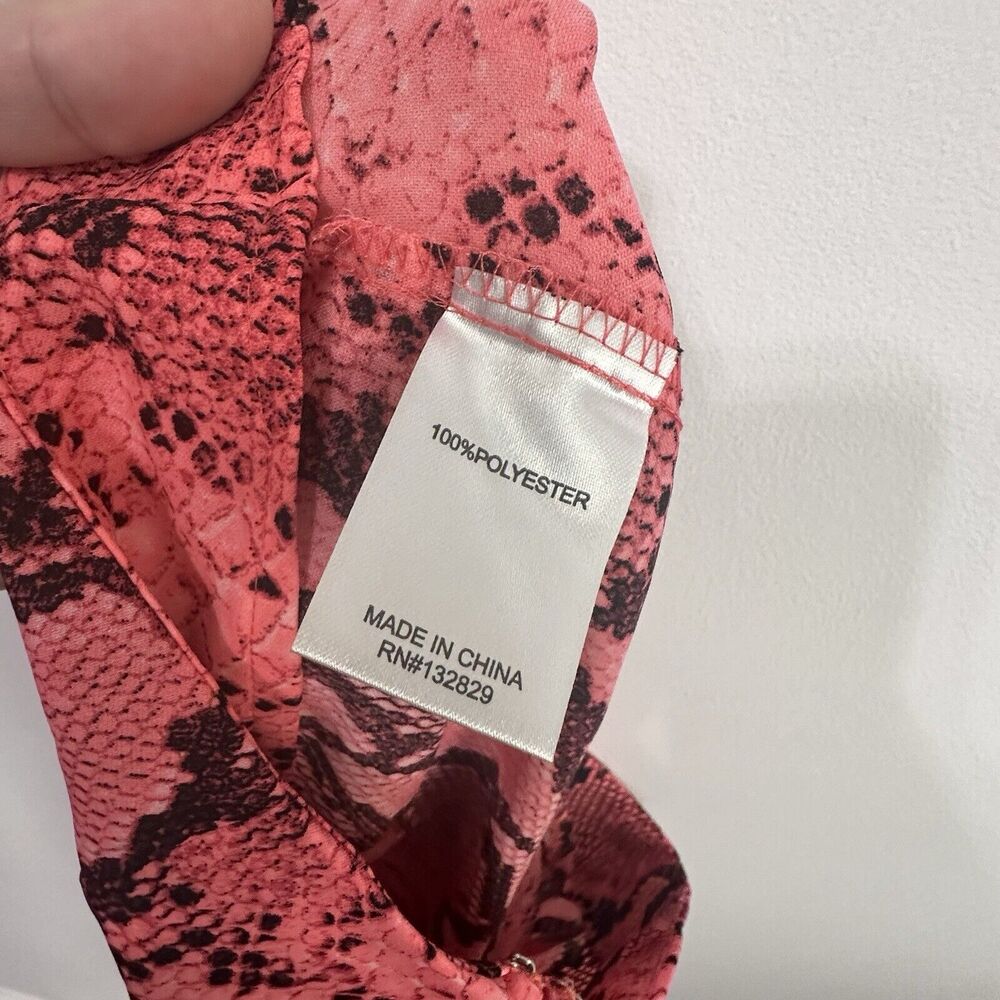 100%POLYESTER
MADE IN CHINA
RN#132829